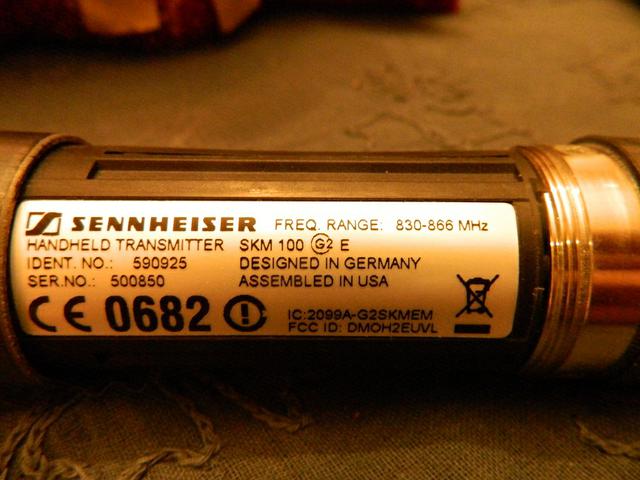 SENNHEISER FREQ. RANGE: 830-866 MHz
HANDHELD TRANSMITTER SKM 100 G2 E
IDENT. NO.: 590925 DESIGNED IN GERMANY
SER.NO.: 500850 ASSEMBLED IN USA
CE 0682 IC:2099A-G2SKMEM
FCC ID: DMOH2EUVL